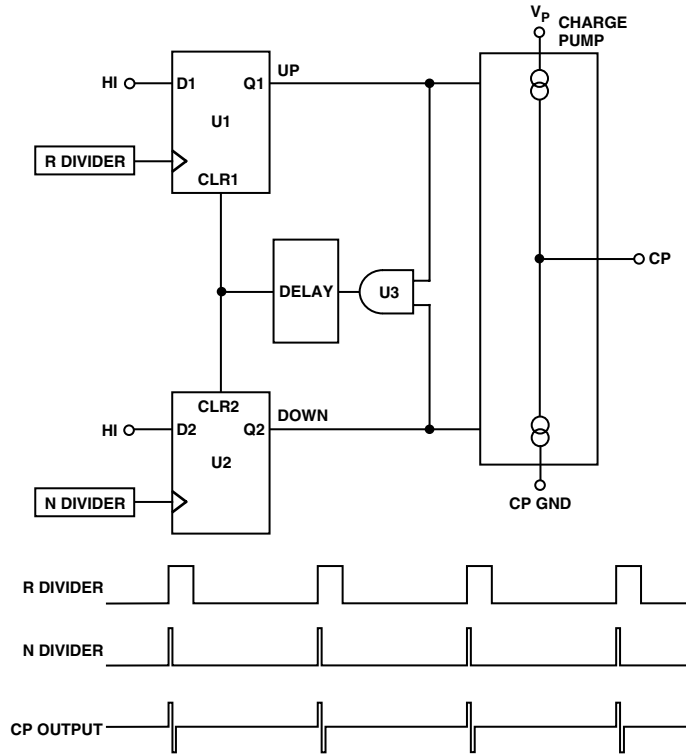 VP
CHARGE
PUMP
HI
D1
Q1
UP
U1
R DIVIDER
CLR1
DELAY
U3
CP
CLR2
DOWN
HI
D2
Q2
U2
N DIVIDER
CP GND
R DIVIDER
N DIVIDER
CP OUTPUT